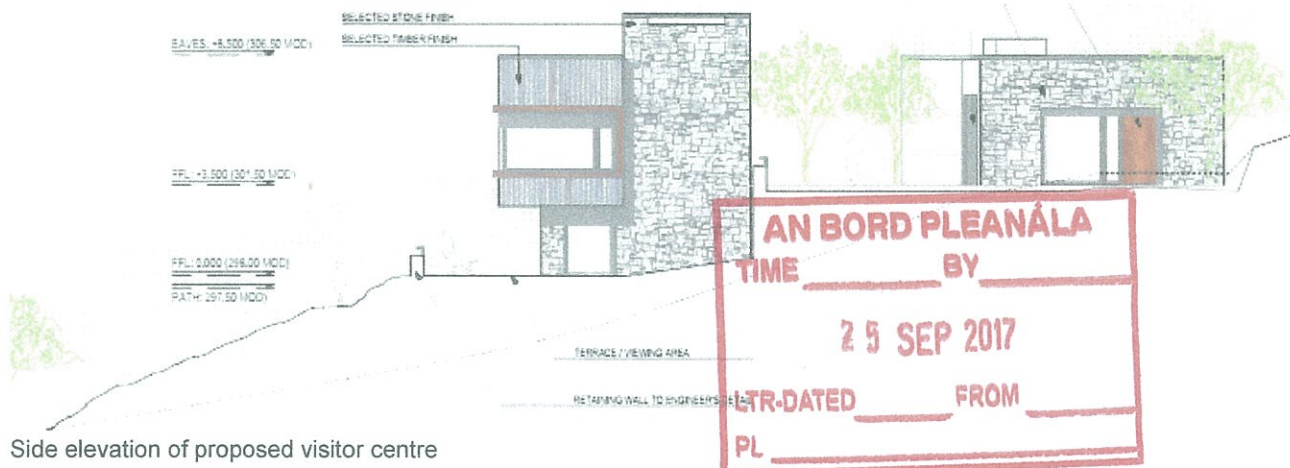 SELECTED STONE FINISH
SELECTED TIMBER FINISH
EAVES: +8.500 (306.50 MOD)
FFL: +3.500 (301.50 MOD)
FFL: 0.000 (298.00 MOD)
PATH: 297.50 MOD)
TERRACE / VIEWING AREA
RETAINING WALL TO ENGINEER'S DETAIL
AN BORD PLEANÁLA
TIME BY
25 SEP 2017
LTR-DATED FROM
PL
Side elevation of proposed visitor centre